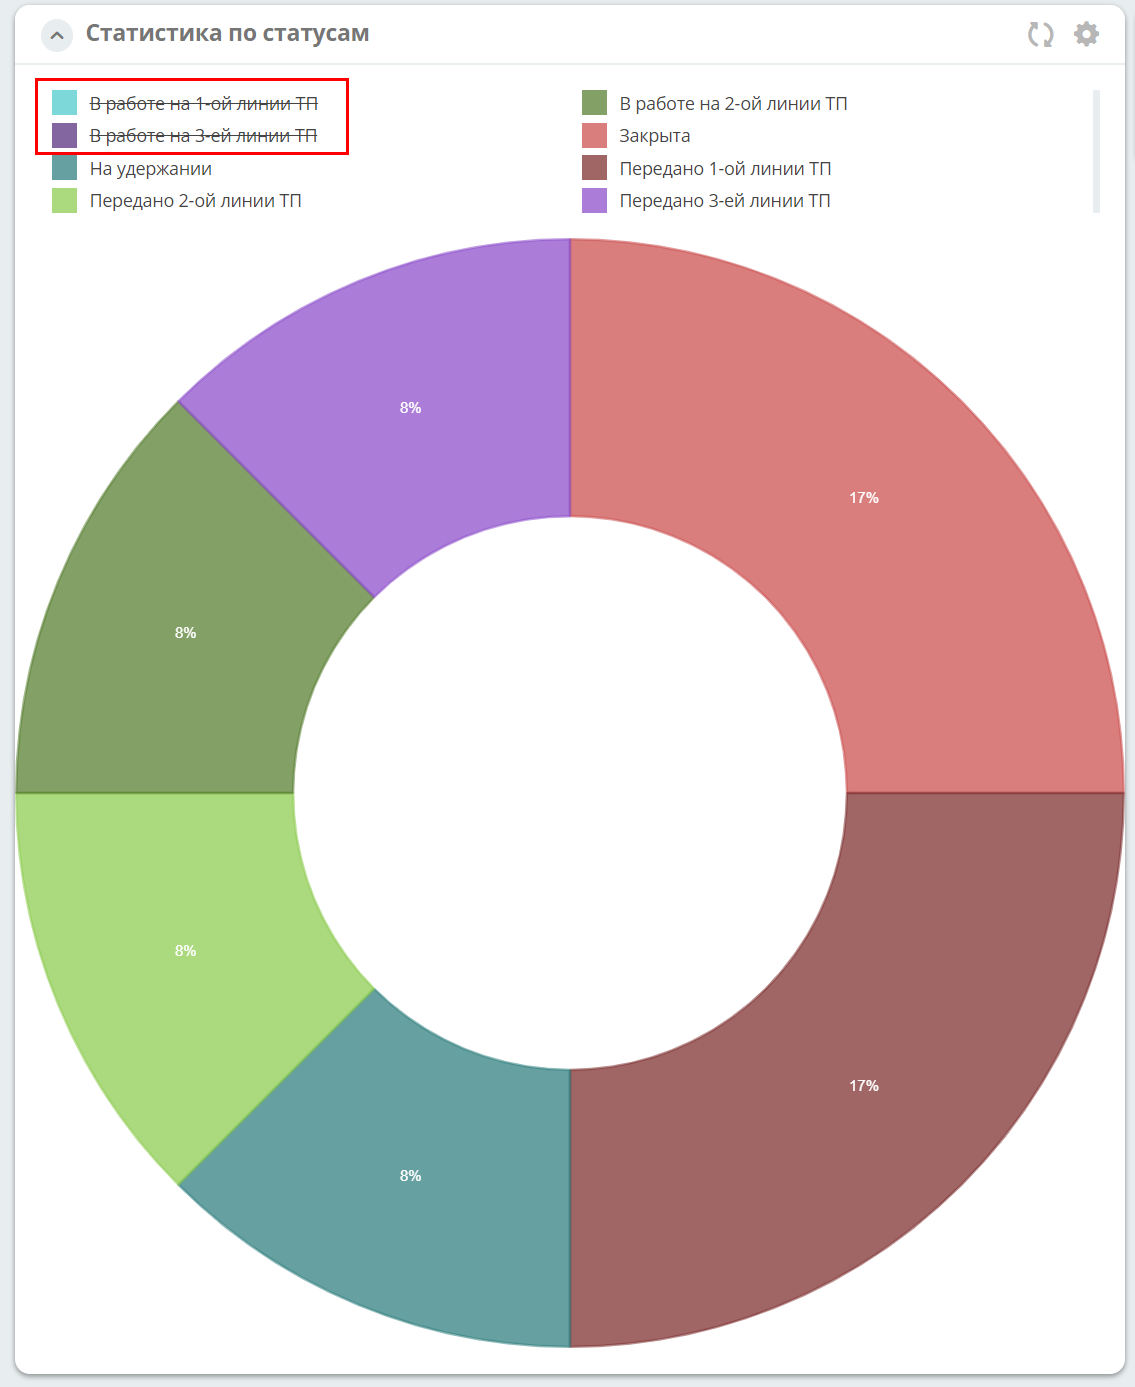 Статистика по статусам
В работе на 1-ой линии ТП
В работе на 2-ой линии ТП
В работе на 3-ей линии ТП
Закрыта
На удержании
Передано 1-ой линии ТП
Передано 2-ой линии ТП
Передано 3-ей линии ТП
8%
17%
8%
8%
17%
8%